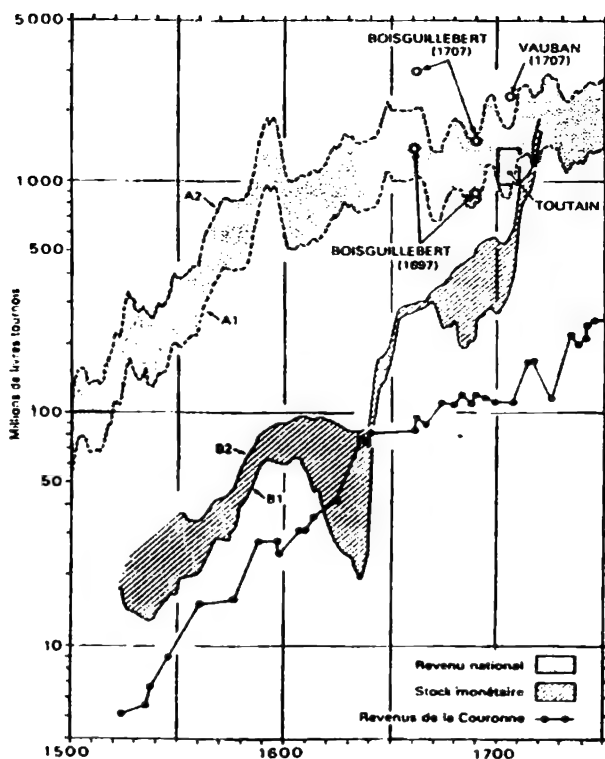 5 000
BOISGUILLEBERT
(1707)
VAUBAN
(1707)
1 000
A2
TOUTAIN
500
BOISGUILLEBERT
(1697)
A1
Millions de livres tournois
100
B2
50
B1
10
Revenu national
Stock monétaire
Revenus de la Couronne
1500
1600
1700